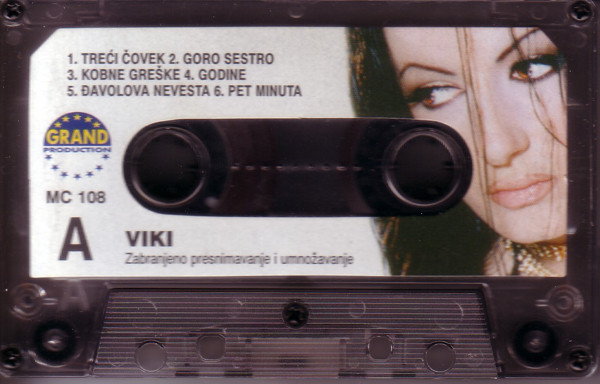 1. TREĆI ČOVEK 2. GORO SESTRO
3. KOBNE GREŠKE 4. GODINE
5. ĐAVOLOVA NEVESTA 6. PET MINUTA
GRAND
PRODUCTION
MC 108
A
VIKI
Zabranjeno presnimavanje i umnožavanje
A